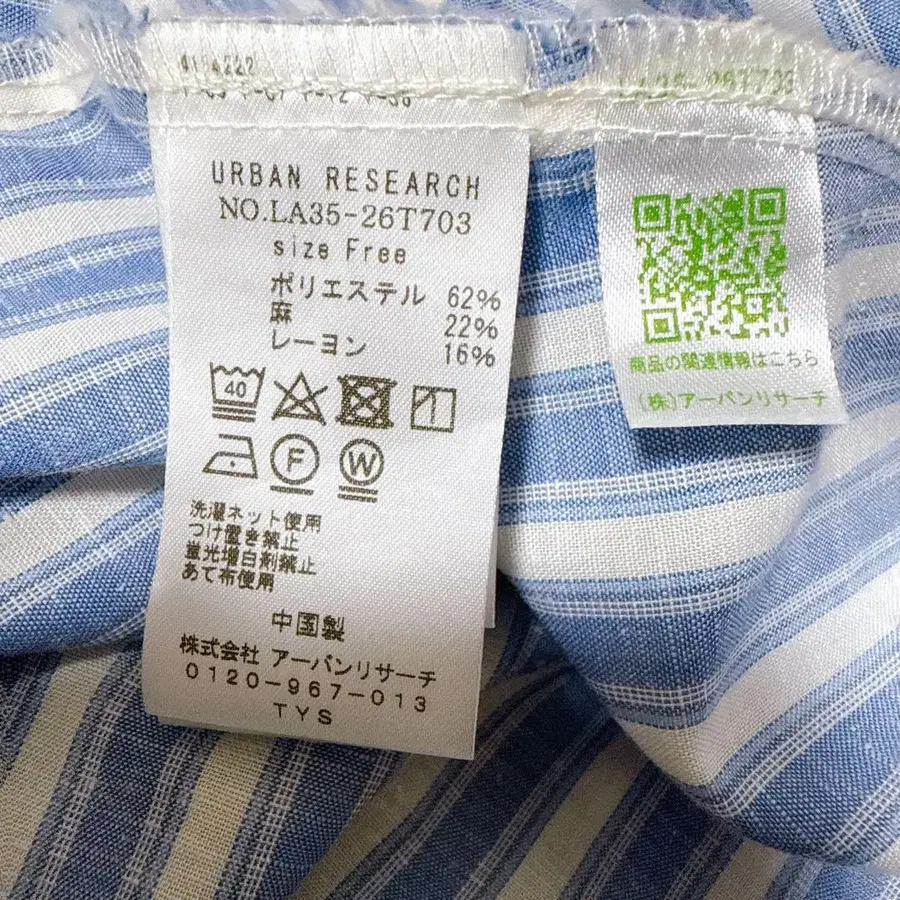 URBAN RESEARCH
NO.LA35-26T703
size Free
ポリエステル 62%
麻 22%
レーヨン 16%
40
F W
洗濯ネット使用
つけ置き禁止
蛍光増白剤禁止
あて布使用
中国製
株式会社 アーバンリサーチ
0120-967-013
TYS
商品の関連情報はこちら
(株)アーバンリサーチ